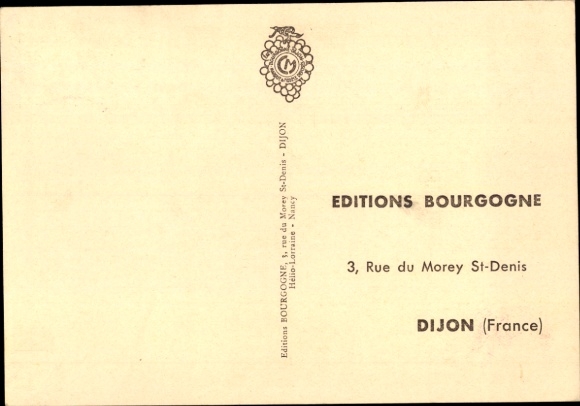 CM
Editions BOURGOGNE, 3, rue du Morey St-Denis - DIJON
Hélio-Lorraine - Nancy
EDITIONS BOURGOGNE
3, Rue du Morey St-Denis
DIJON (France)